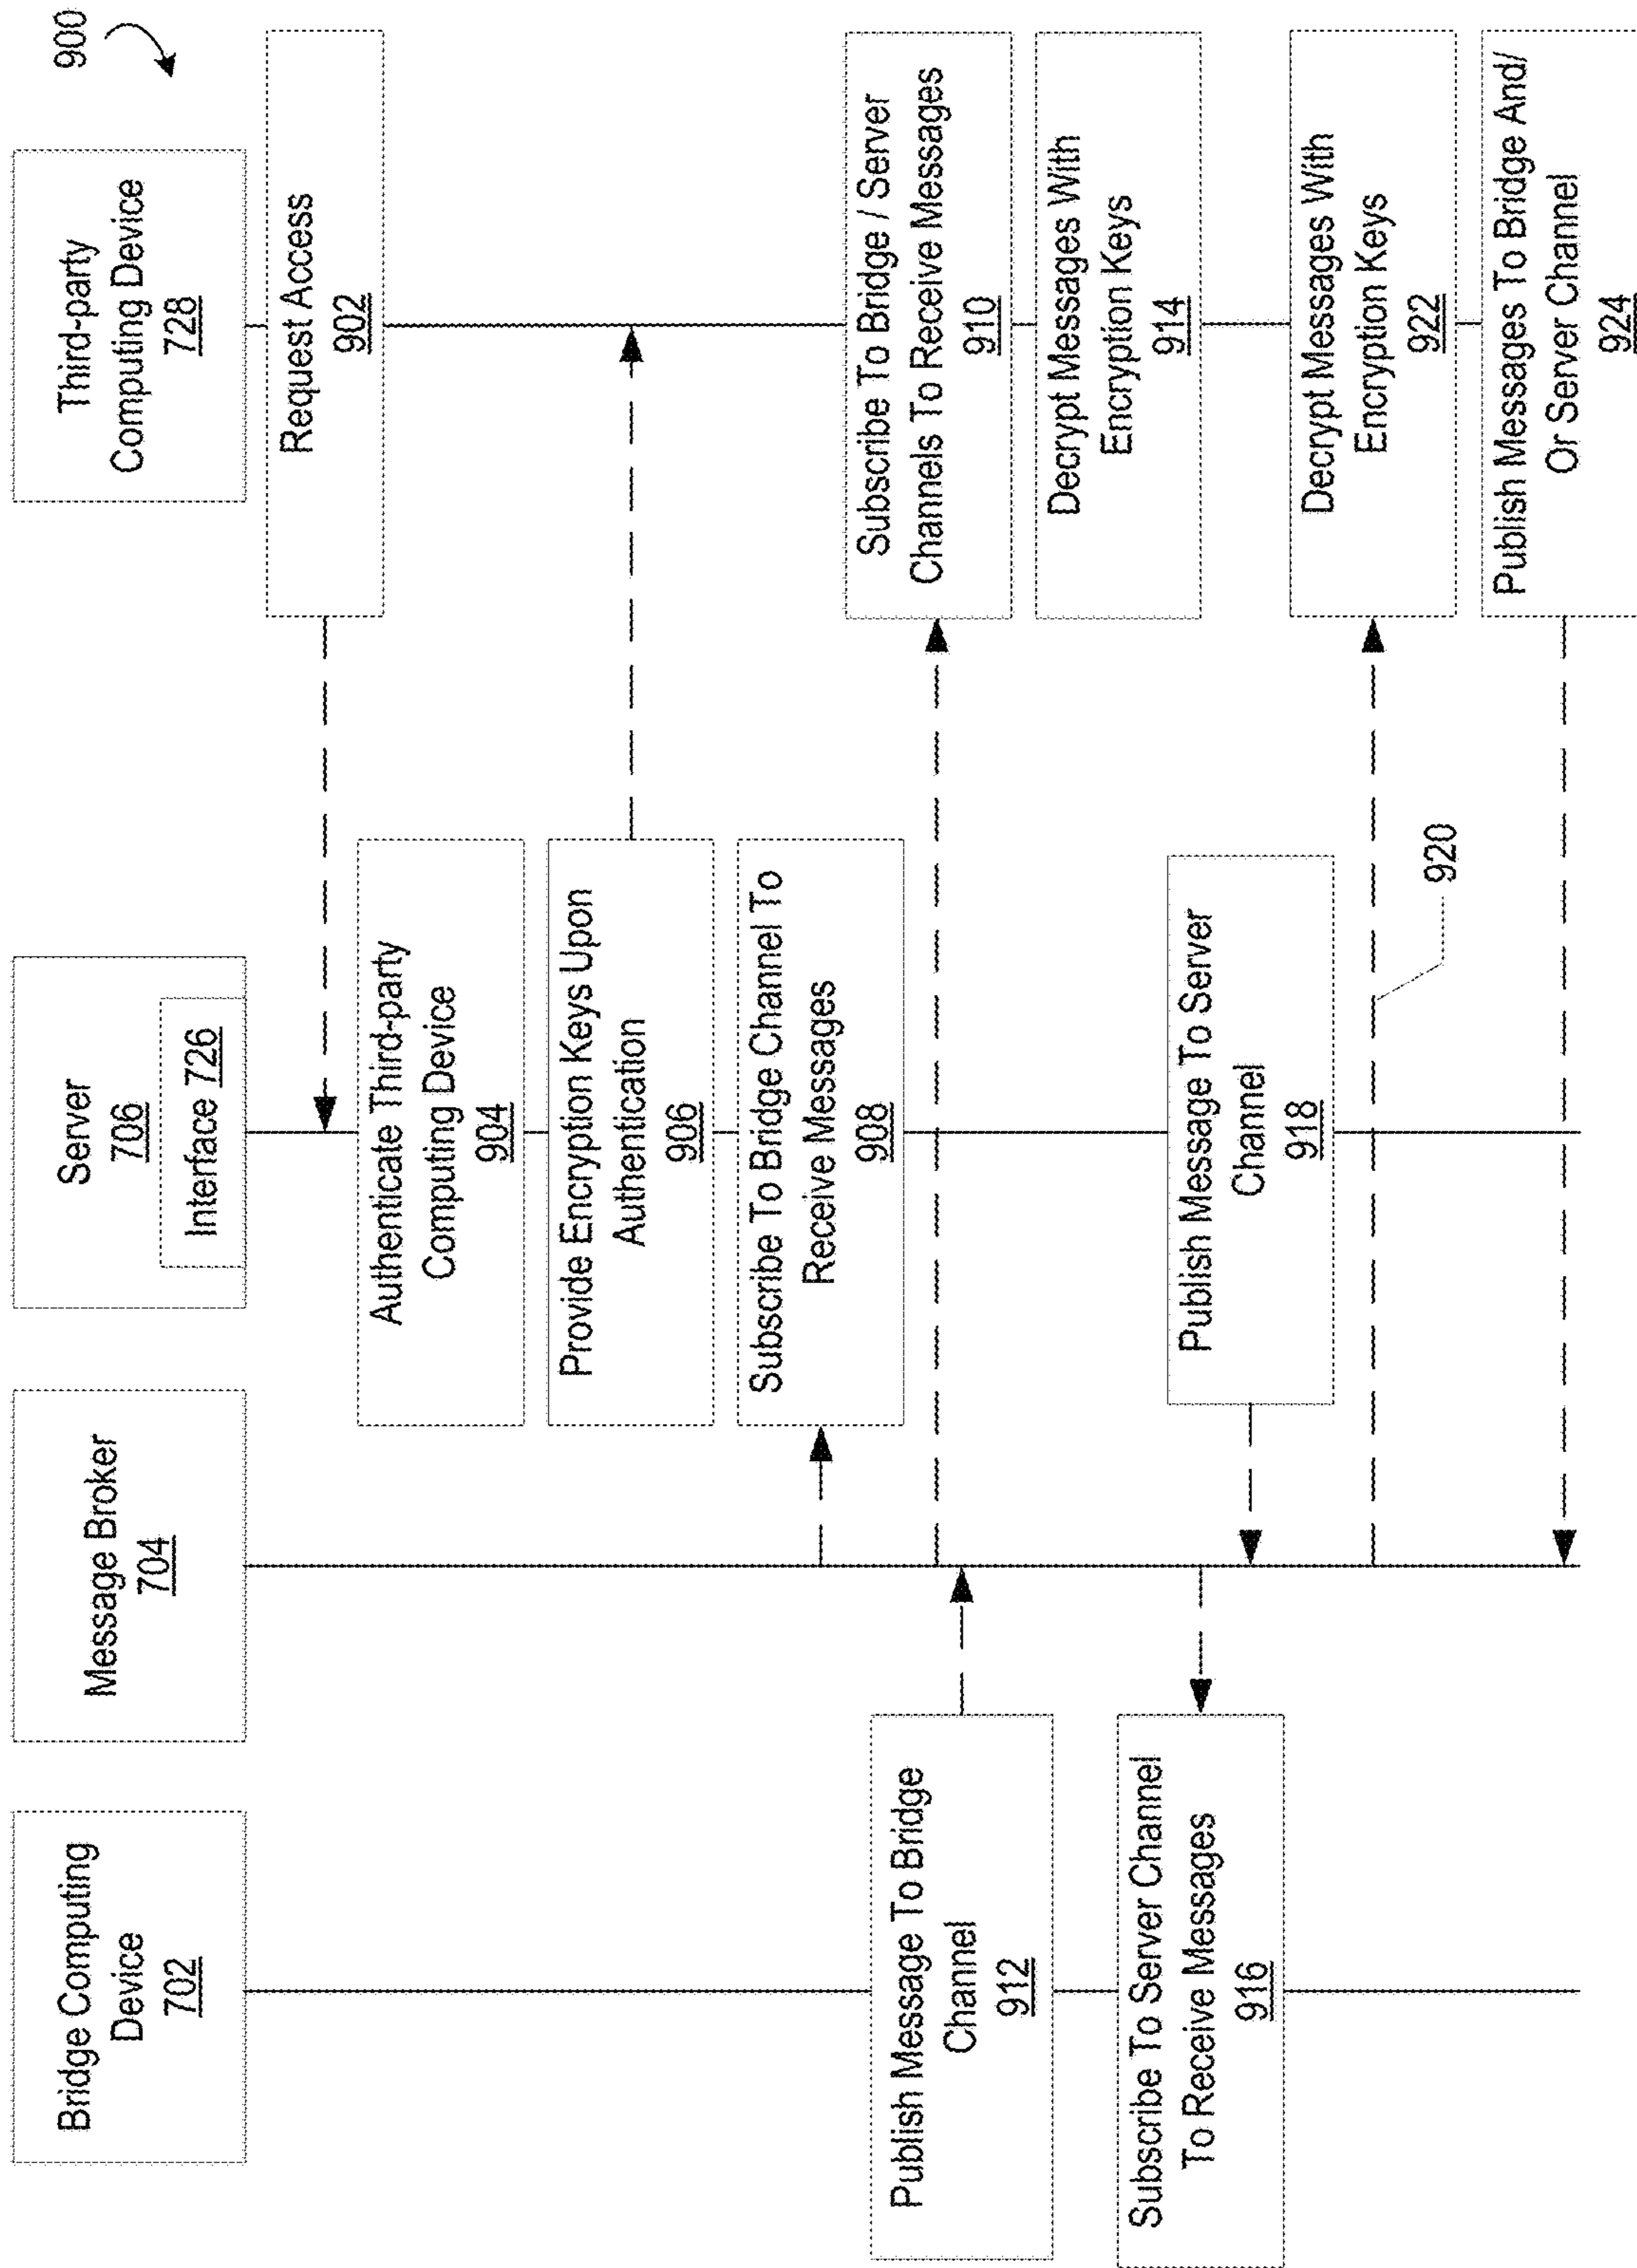 900
Bridge Computing
Device
702
Message Broker
704
Server
706
Interface 726
Third-party
Computing Device
728
Request Access
902
Authenticate Third-party
Computing Device
904
Provide Encryption Keys Upon
Authentication
906
Subscribe To Bridge Channel To
Receive Messages
908
Subscribe To Bridge / Server
Channels To Receive Messages
910
Publish Message To Bridge
Channel
912
Decrypt Messages With
Encryption Keys
914
Subscribe To Server Channel
To Receive Messages
916
Publish Message To Server
Channel
918
920
Decrypt Messages With
Encryption Keys
922
Publish Messages To Bridge And/
Or Server Channel
924